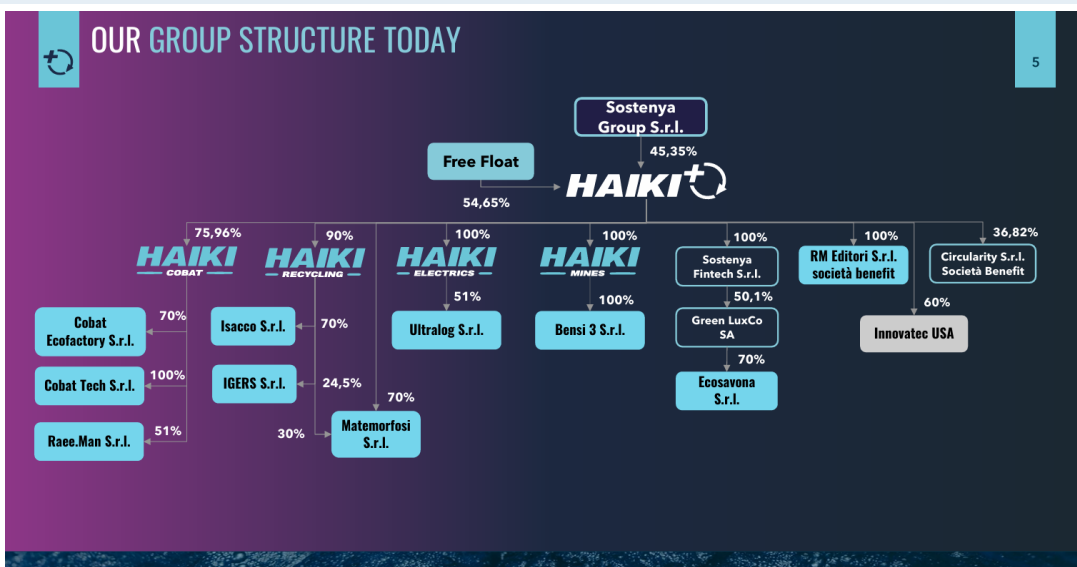 OUR GROUP STRUCTURE TODAY
5
Sostenya
Group S.r.l.
45,35%
Free Float
54,65%
HAIKI+
75,96%
90%
100%
100%
100%
100%
36,82%
HAIKI
COBAT
HAIKI
RECYCLING
HAIKI
ELECTRICS
HAIKI
MINES
Sostenya
Fintech S.r.l.
RM Editori S.r.l.
società benefit
Circularity S.r.l.
Società Benefit
51%
100%
50,1%
60%
70%
Cobat
Ecofactory S.r.l.
Isacco S.r.l.
70%
Ultralog S.r.l.
Bensi 3 S.r.l.
Green LuxCo
SA
Innovatec USA
70%
Cobat Tech S.r.l.
100%
IGERS S.r.l.
24,5%
Ecosavona
S.r.l.
70%
Raee.Man S.r.l.
51%
30%
Matemorfosi
S.r.l.